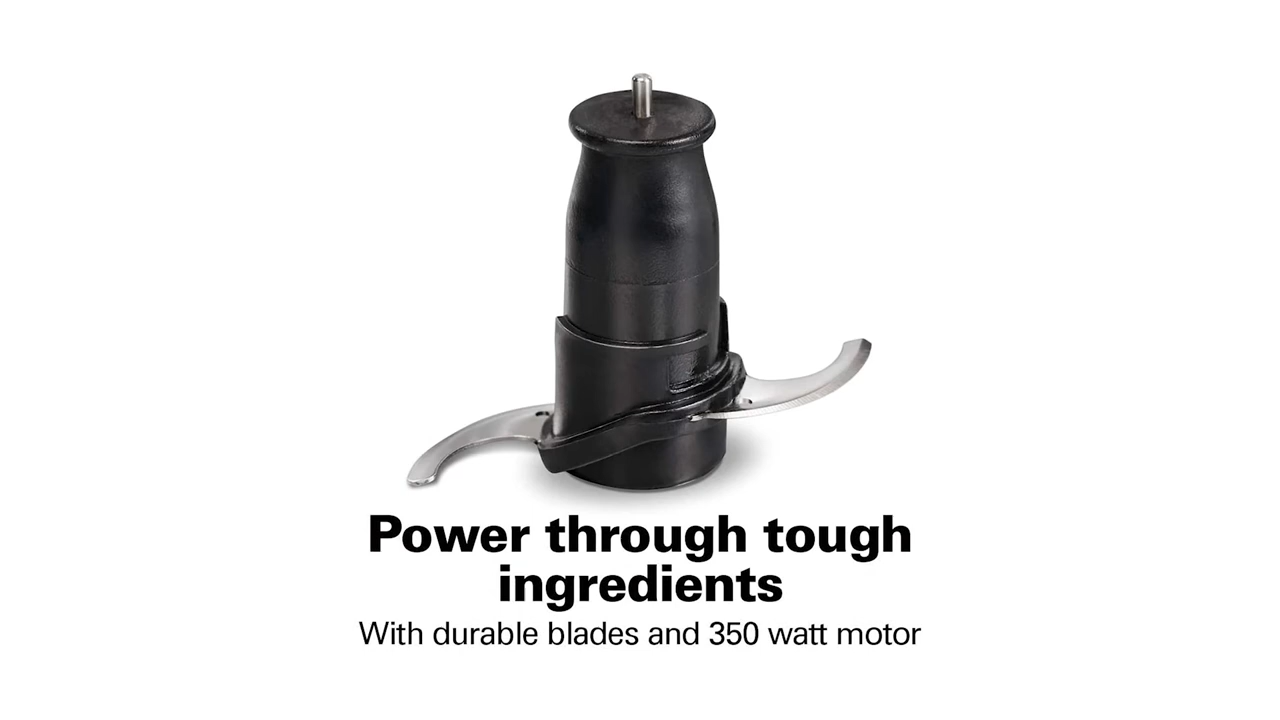 Power through tough
ingredients
With durable blades and 350 watt motor